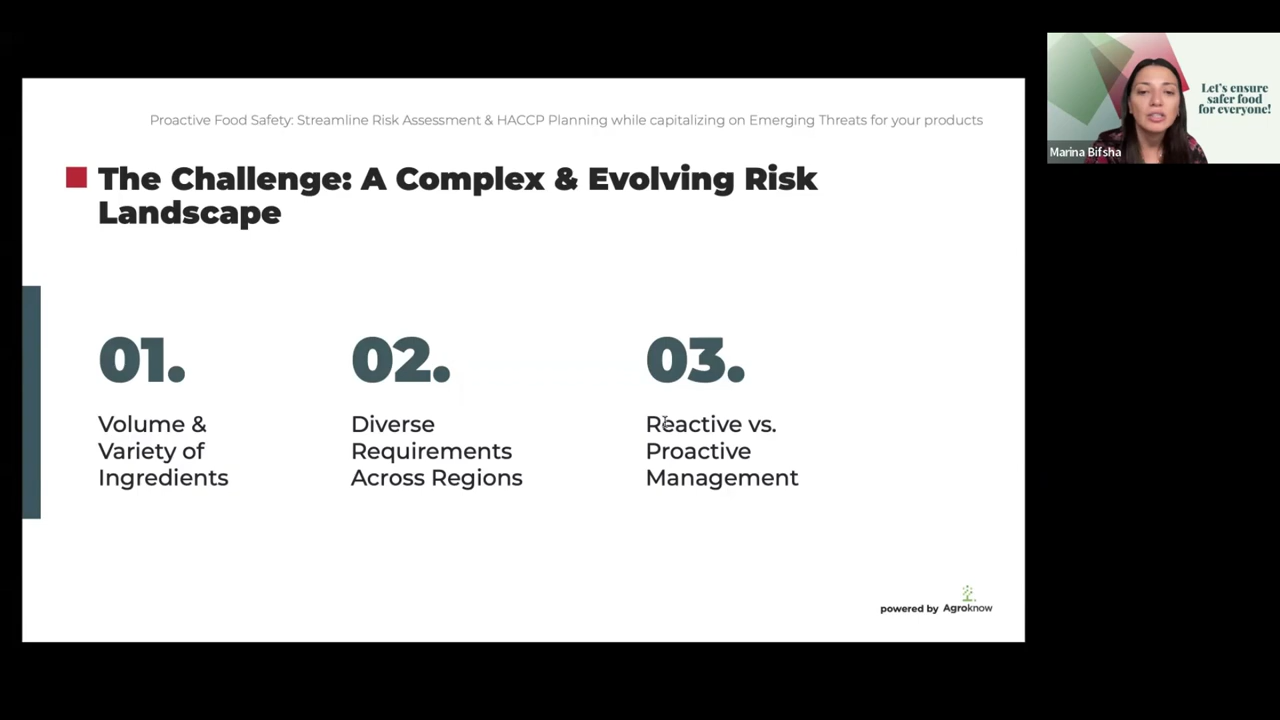 Proactive Food Safety: Streamline Risk Assessment & HACCP Planning while capitalizing on Emerging Threats for your products
The Challenge: A Complex & Evolving Risk
Landscape
01.
Volume &
Variety of
Ingredients
02.
Diverse
Requirements
Across Regions
03.
Reactive vs.
Proactive
Management
powered by Agroknow
Let's ensure
safer food
for everyone!
Marina Bifsha